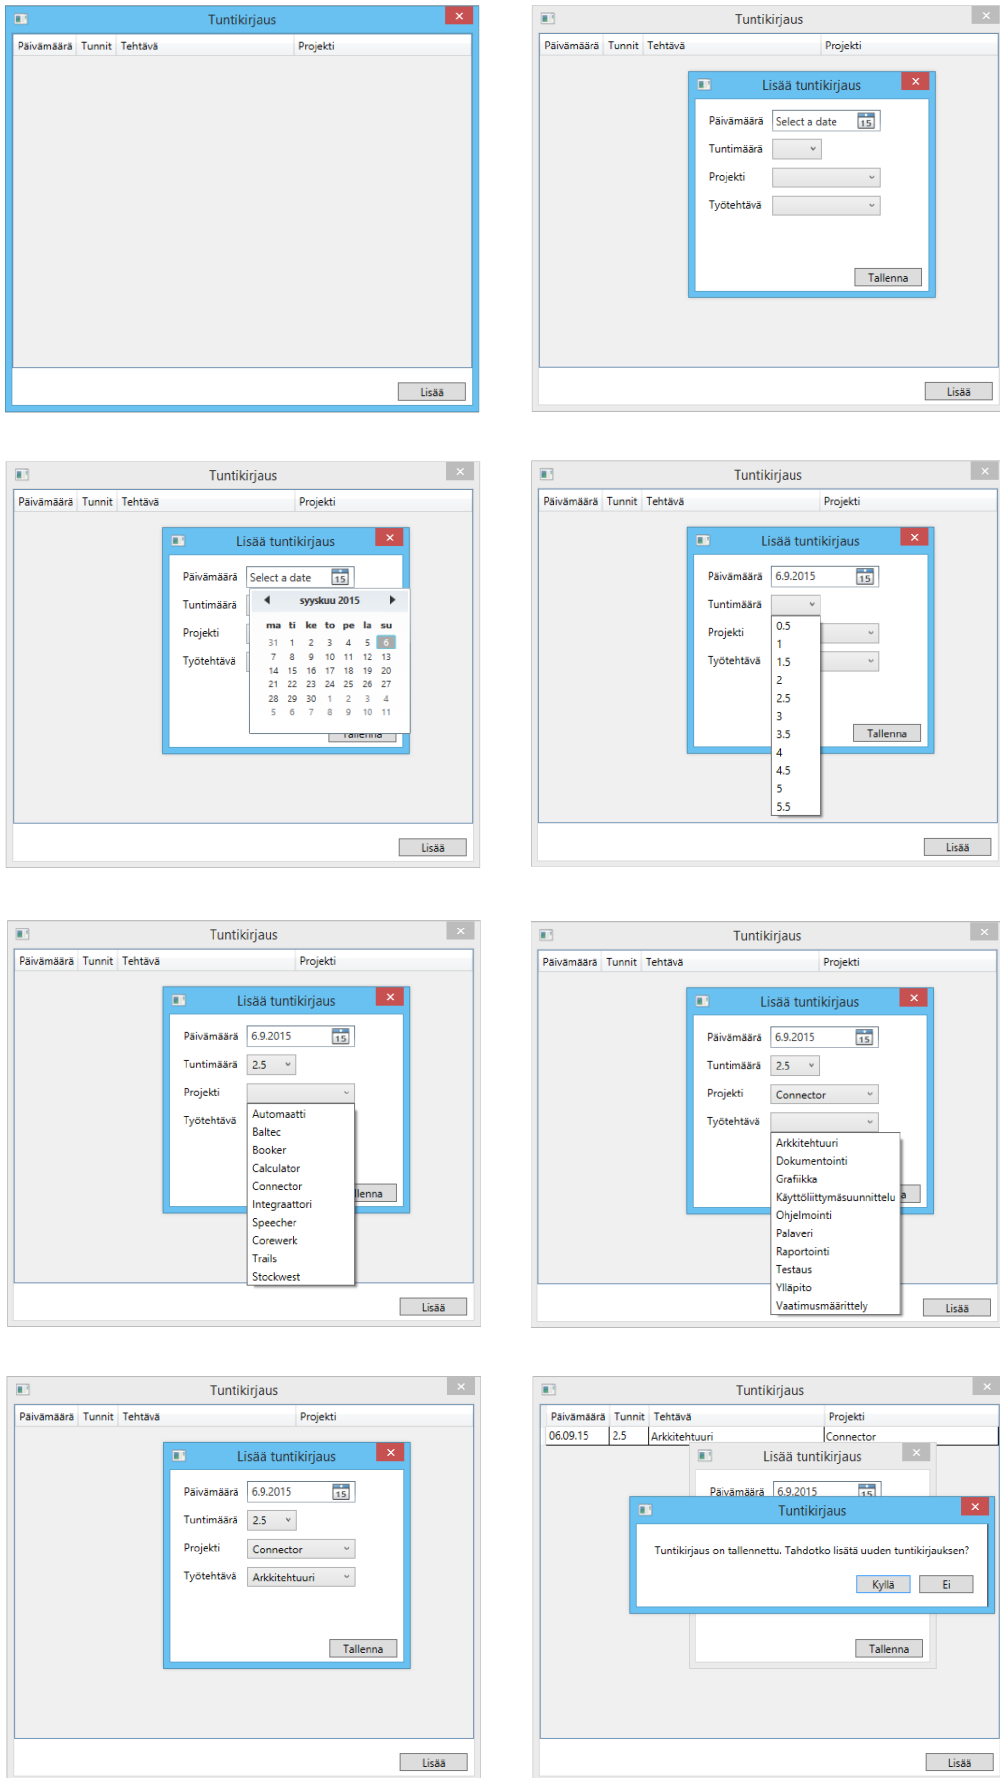 Tuntikirjaus
Päivämäärä Tunnit Tehtävä Projekti
Lisää
Tuntikirjaus
Päivämäärä Tunnit Tehtävä Projekti
Lisää tuntikirjaus
Päivämäärä Select a date 15
Tuntimäärä
Projekti
Työtehtävä
Tallenna
Lisää
Tuntikirjaus
Päivämäärä Tunnit Tehtävä Projekti
Lisää tuntikirjaus
Päivämäärä Select a date 15
Tuntimäärä
Projekti
Työtehtävä
syyskuu 2015
ma ti ke to pe la su
31 1 2 3 4 5 6
7 8 9 10 11 12 13
14 15 16 17 18 19 20
21 22 23 24 25 26 27
28 29 30 1 2 3 4
5 6 7 8 9 10 11
Tallenna
Lisää
Tuntikirjaus
Päivämäärä Tunnit Tehtävä Projekti
Lisää tuntikirjaus
Päivämäärä 6.9.2015 15
Tuntimäärä
Projekti
Työtehtävä
0.5
1
1.5
2
2.5
3
3.5
4
4.5
5
5.5
Tallenna
Lisää
Tuntikirjaus
Päivämäärä Tunnit Tehtävä Projekti
Lisää tuntikirjaus
Päivämäärä 6.9.2015 15
Tuntimäärä 2.5
Projekti
Työtehtävä
Automaatti
Baltec
Booker
Calculator
Connector
Integraattori
Speecher
Corewerk
Trails
Stockwest
llenna
Lisää
Tuntikirjaus
Päivämäärä Tunnit Tehtävä Projekti
Lisää tuntikirjaus
Päivämäärä 6.9.2015 15
Tuntimäärä 2.5
Projekti Connector
Työtehtävä
Arkkitehtuuri
Dokumentointi
Grafiikka
Käyttöliittymäsuunnittelu
Ohjelmointi
Palaveri
Raportointi
Testaus
Ylläpito
Vaatimusmäärittely
a
Lisää
Tuntikirjaus
Päivämäärä Tunnit Tehtävä Projekti
Lisää tuntikirjaus
Päivämäärä 6.9.2015 15
Tuntimäärä 2.5
Projekti Connector
Työtehtävä Arkkitehtuuri
Tallenna
Lisää
Tuntikirjaus
Päivämäärä Tunnit Tehtävä Projekti
06.09.15 2.5 Arkkitehtuuri Connector
Lisää tuntikirjaus
Päivämäärä 6.9.2015 15
Tuntikirjaus
Tuntikirjaus on tallennettu. Tahdotko lisätä uuden tuntikirjauksen?
Kyllä Ei
Tallenna
Lisää